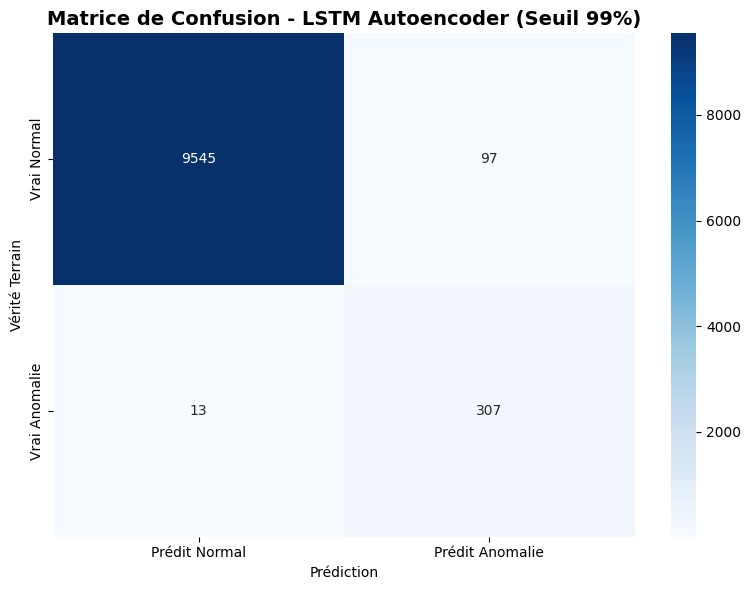 Matrice de Confusion - LSTM Autoencoder (Seuil 99%)
Vérité Terrain
Vrai Normal
9545
97
Vrai Anomalie
13
307
Prédit Normal
Prédit Anomalie
Prédiction
8000
6000
4000
2000